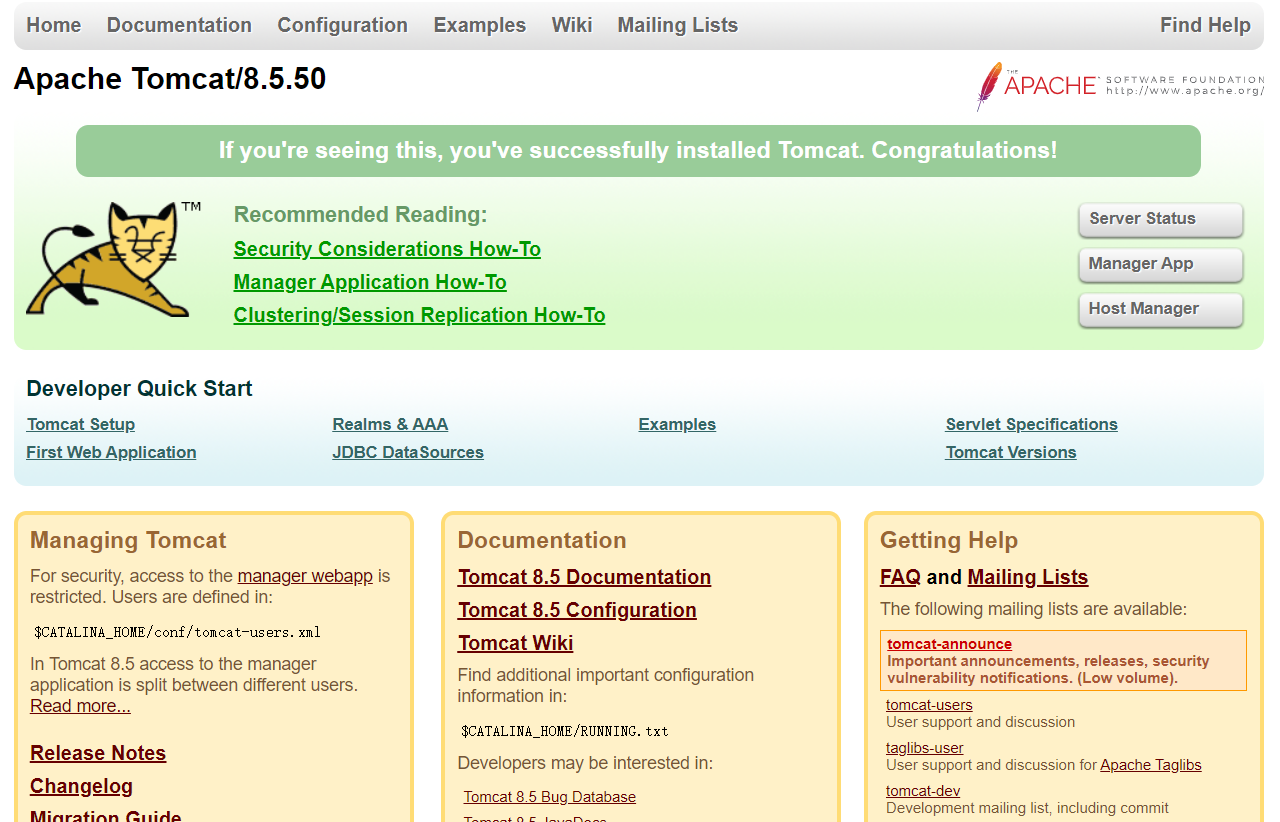 Home Documentation Configuration Examples Wiki Mailing Lists Find Help
Apache Tomcat/8.5.50
THE APACHE SOFTWARE FOUNDATION
http://www.apache.org/
If you're seeing this, you've successfully installed Tomcat. Congratulations!
TM
Recommended Reading:
Security Considerations How-To
Manager Application How-To
Clustering/Session Replication How-To
Server Status
Manager App
Host Manager
Developer Quick Start
Tomcat Setup
First Web Application
Realms & AAA
JDBC DataSources
Examples
Servlet Specifications
Tomcat Versions
Managing Tomcat
For security, access to the manager webapp is
restricted. Users are defined in:
$CATALINA_HOME/conf/tomcat-users.xml
In Tomcat 8.5 access to the manager
application is split between different users.
Read more...
Release Notes
Changelog
Migration Guide
Documentation
Tomcat 8.5 Documentation
Tomcat 8.5 Configuration
Tomcat Wiki
Find additional important configuration
information in:
$CATALINA_HOME/RUNNING.txt
Developers may be interested in:
Tomcat 8.5 Bug Database
Tomcat 8.5 JavaDocs
Getting Help
FAQ and Mailing Lists
The following mailing lists are available:
tomcat-announce
Important announcements, releases, security
vulnerability notifications. (Low volume).
tomcat-users
User support and discussion
taglibs-user
User support and discussion for Apache Taglibs
tomcat-dev
Development mailing list, including commit